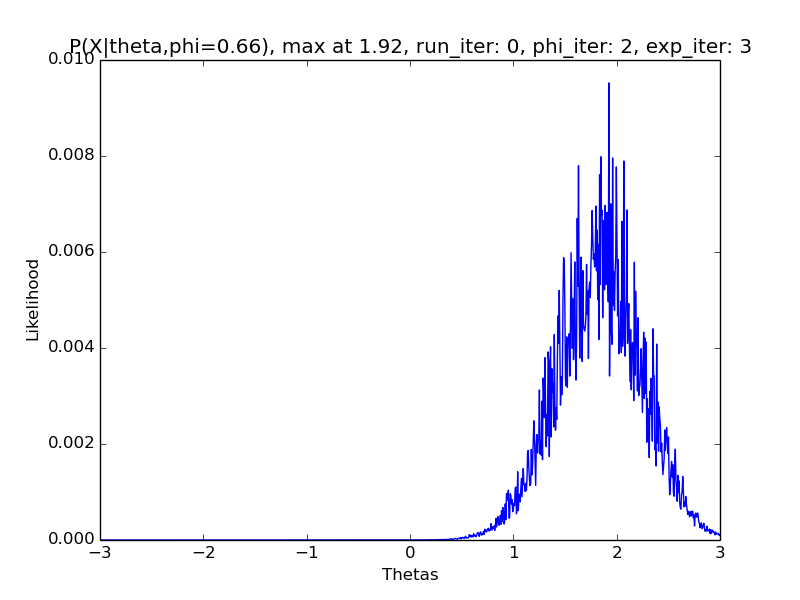 P(X|theta,phi=0.66), max at 1.92, run_iter: 0, phi_iter: 2, exp_iter: 3
0.010
0.008
0.006
0.004
0.002
0.000
Likelihood
−3 −2 −1 0 1 2 3
Thetas